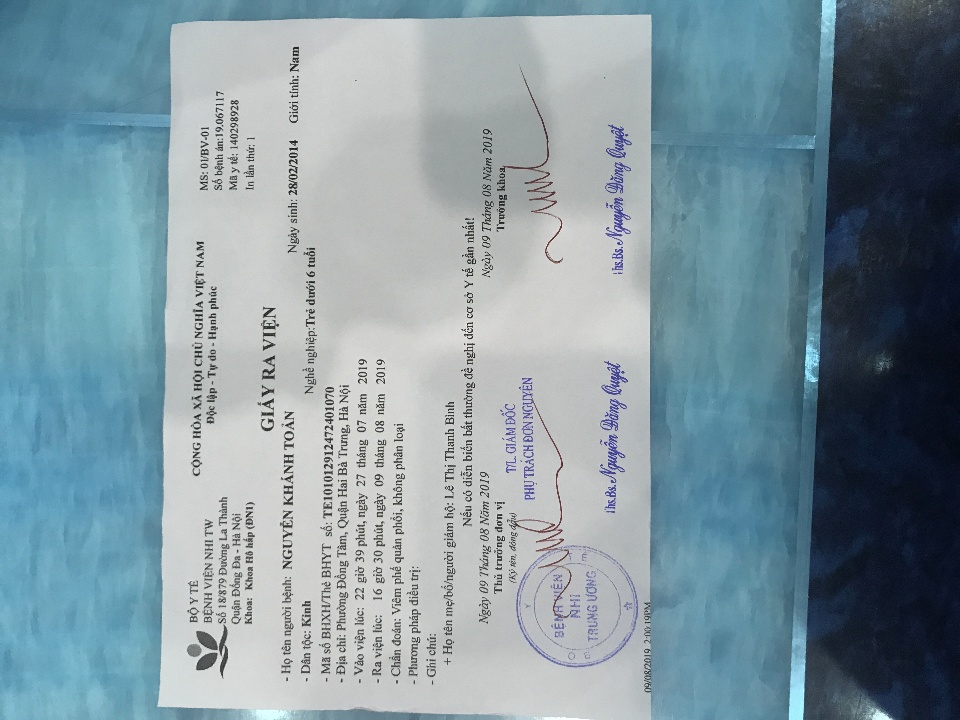 BỘ Y TẾ
BỆNH VIỆN NHI TW
Số 18/879 Đường La Thành
Quận Đống Đa - Hà Nội
Khoa: Khoa Hô hấp (ĐN1)
CỘNG HÒA XÃ HỘI CHỦ NGHĨA VIỆT NAM
Độc lập - Tự do - Hạnh phúc
MS: 01/BV-01
Số bệnh án:19.067117
Mã y tế: 140298928
In lần thứ: 1
GIẤY RA VIỆN
- Họ tên người bệnh: NGUYỄN KHÁNH TOÀN Ngày sinh: 28/02/2014 Giới tính: Nam
- Dân tộc: Kinh Nghề nghiệp:Trẻ dưới 6 tuổi
- Mã số BHXH/Thẻ BHYT số: TE101012912472401070
- Địa chỉ: Phường Đồng Tâm, Quận Hai Bà Trưng, Hà Nội
- Vào viện lúc: 22 giờ 39 phút, ngày 27 tháng 07 năm 2019
- Ra viện lúc: 16 giờ 30 phút, ngày 09 tháng 08 năm 2019
- Chẩn đoán: Viêm phế quản phổi, không phân loại
- Phương pháp điều trị:
- Ghi chú:
+ Họ tên mẹ/bố/người giám hộ: Lê Thị Thanh Bình
Nếu có diễn biến bất thường đề nghị đến cơ sở Y tế gần nhất!
Ngày 09 Tháng 08 NĂM 2019
Thủ trưởng đơn vị
(Ký tên, đóng dấu)
T/L. GIÁM ĐỐC
PHỤ TRÁCH ĐƠN NGUYÊN
BỘ Y TẾ
BỆNH VIỆN
NHI
TRUNG ƯƠNG
Ths.Bs. Nguyễn Đăng Quyệt
Ngày 09 Tháng 08 NĂM 2019
Trưởng khoa
Ths.Bs. Nguyễn Đăng Quyệt
09/08/2019 2:00:19PM